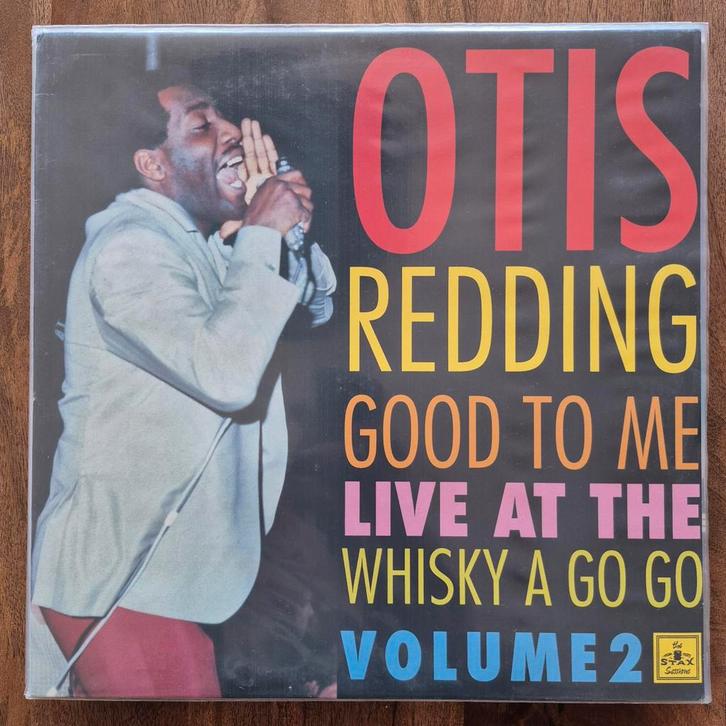 OTIS
REDDING
GOOD TO ME
LIVE AT THE
WHISKY A GO GO
VOLUME 2
the
STAX
Sessions